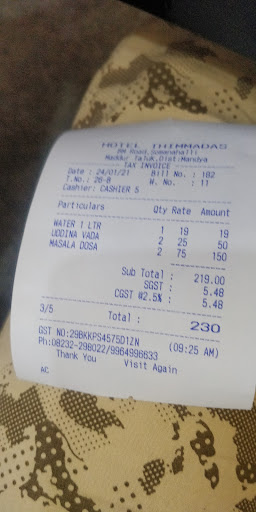 HOTEL THIMMADAS
BM Road, Somanahalli
Maddur Taluk, Dist: Mandya
TAX INVOICE
Date : 24/01/21 Bill No. : 102
T.No.: 26-8 W. No. : 11
Cashier: CASHIER 5
Particulars Qty Rate Amount
WATER 1 LTR 1 19 19
UDDINA VADA 2 25 50
MASALA DOSA 2 75 150
Sub Total : 219.00
SGST : 5.48
CGST @2.5% : 5.48
3/5 Total : 230
GST NO:29BKKPS4575D1ZN (09:25 AM)
Ph:08232-298022/9964996633
Thank You Visit Again
AC